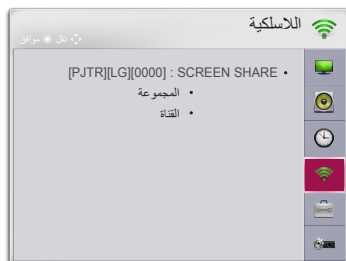 اللاسلكية
نقل ◉ موافق
• SCREEN SHARE : [PJTR][LG][0000]
• المجموعة
• القناة